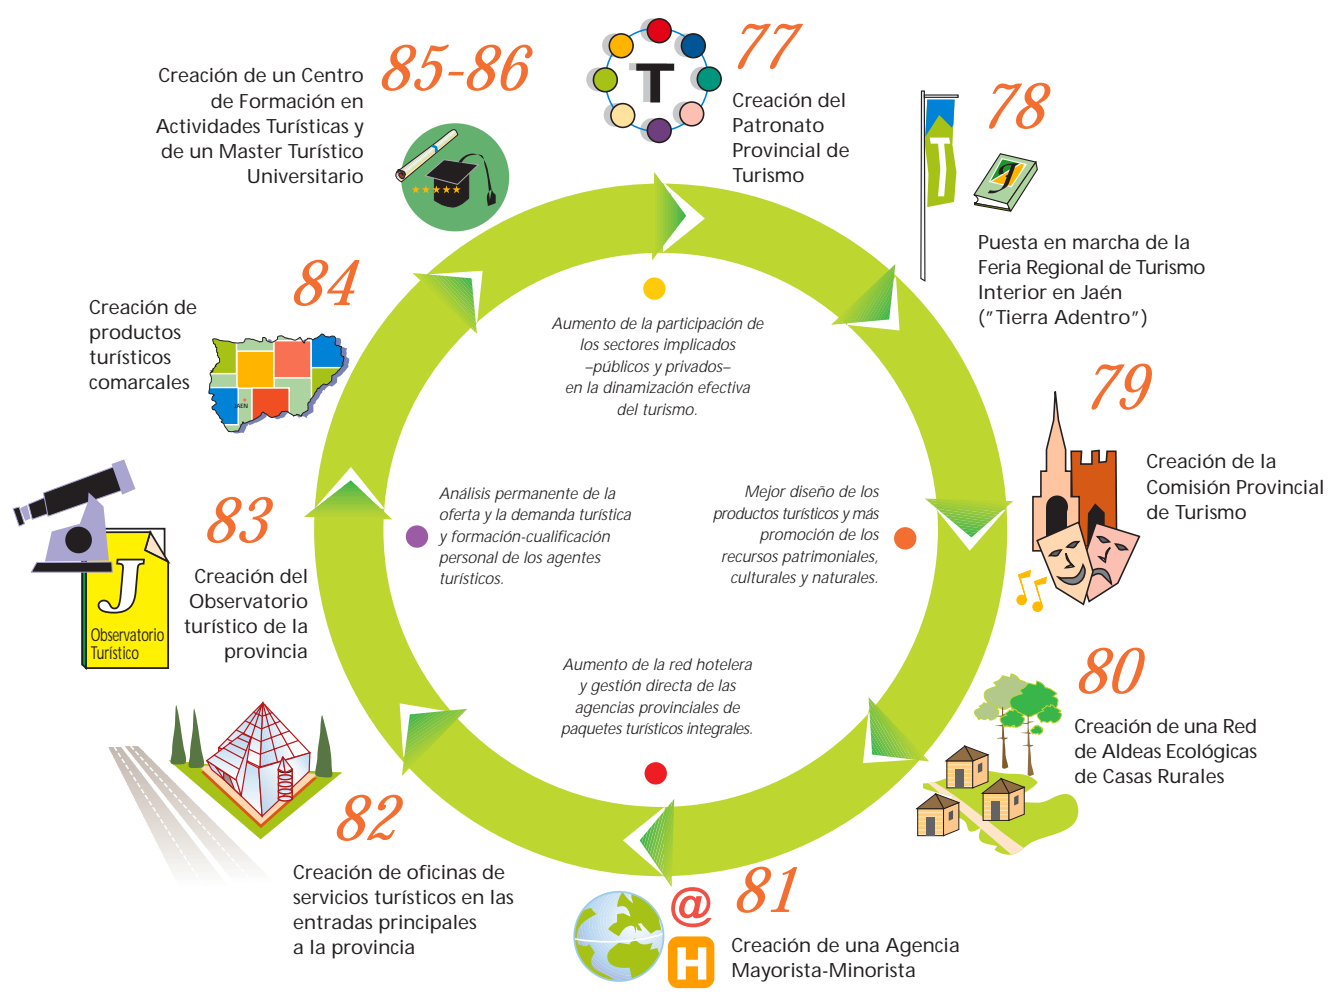 77
T
Creación del
Patronato
Provincial de
Turismo
78
T
J
Puesta en marcha de la
Feria Regional de Turismo
Interior en Jaén
("Tierra Adentro")
79
Creación de la
Comisión Provincial
de Turismo
80
Creación de una Red
de Aldeas Ecológicas
de Casas Rurales
81
@
H
Creación de una Agencia
Mayorista-Minorista
82
Creación de oficinas de
servicios turísticos en las
entradas principales
a la provincia
83
J
Observatorio
Turístico
Creación del
Observatorio
turístico de la
provincia
84
Creación de
productos
turísticos
comarcales
JAEN
85-86
Creación de un Centro
de Formación en
Actividades Turísticas y
de un Master Turístico
Universitario
Aumento de la participación de
los sectores implicados
–públicos y privados–
en la dinamización efectiva
del turismo.
Mejor diseño de los
productos turísticos y más
promoción de los
recursos patrimoniales,
culturales y naturales.
Aumento de la red hotelera
y gestión directa de las
agencias provinciales de
paquetes turísticos integrales.
Análisis permanente de la
oferta y la demanda turística
y formación-cualificación
personal de los agentes
turísticos.